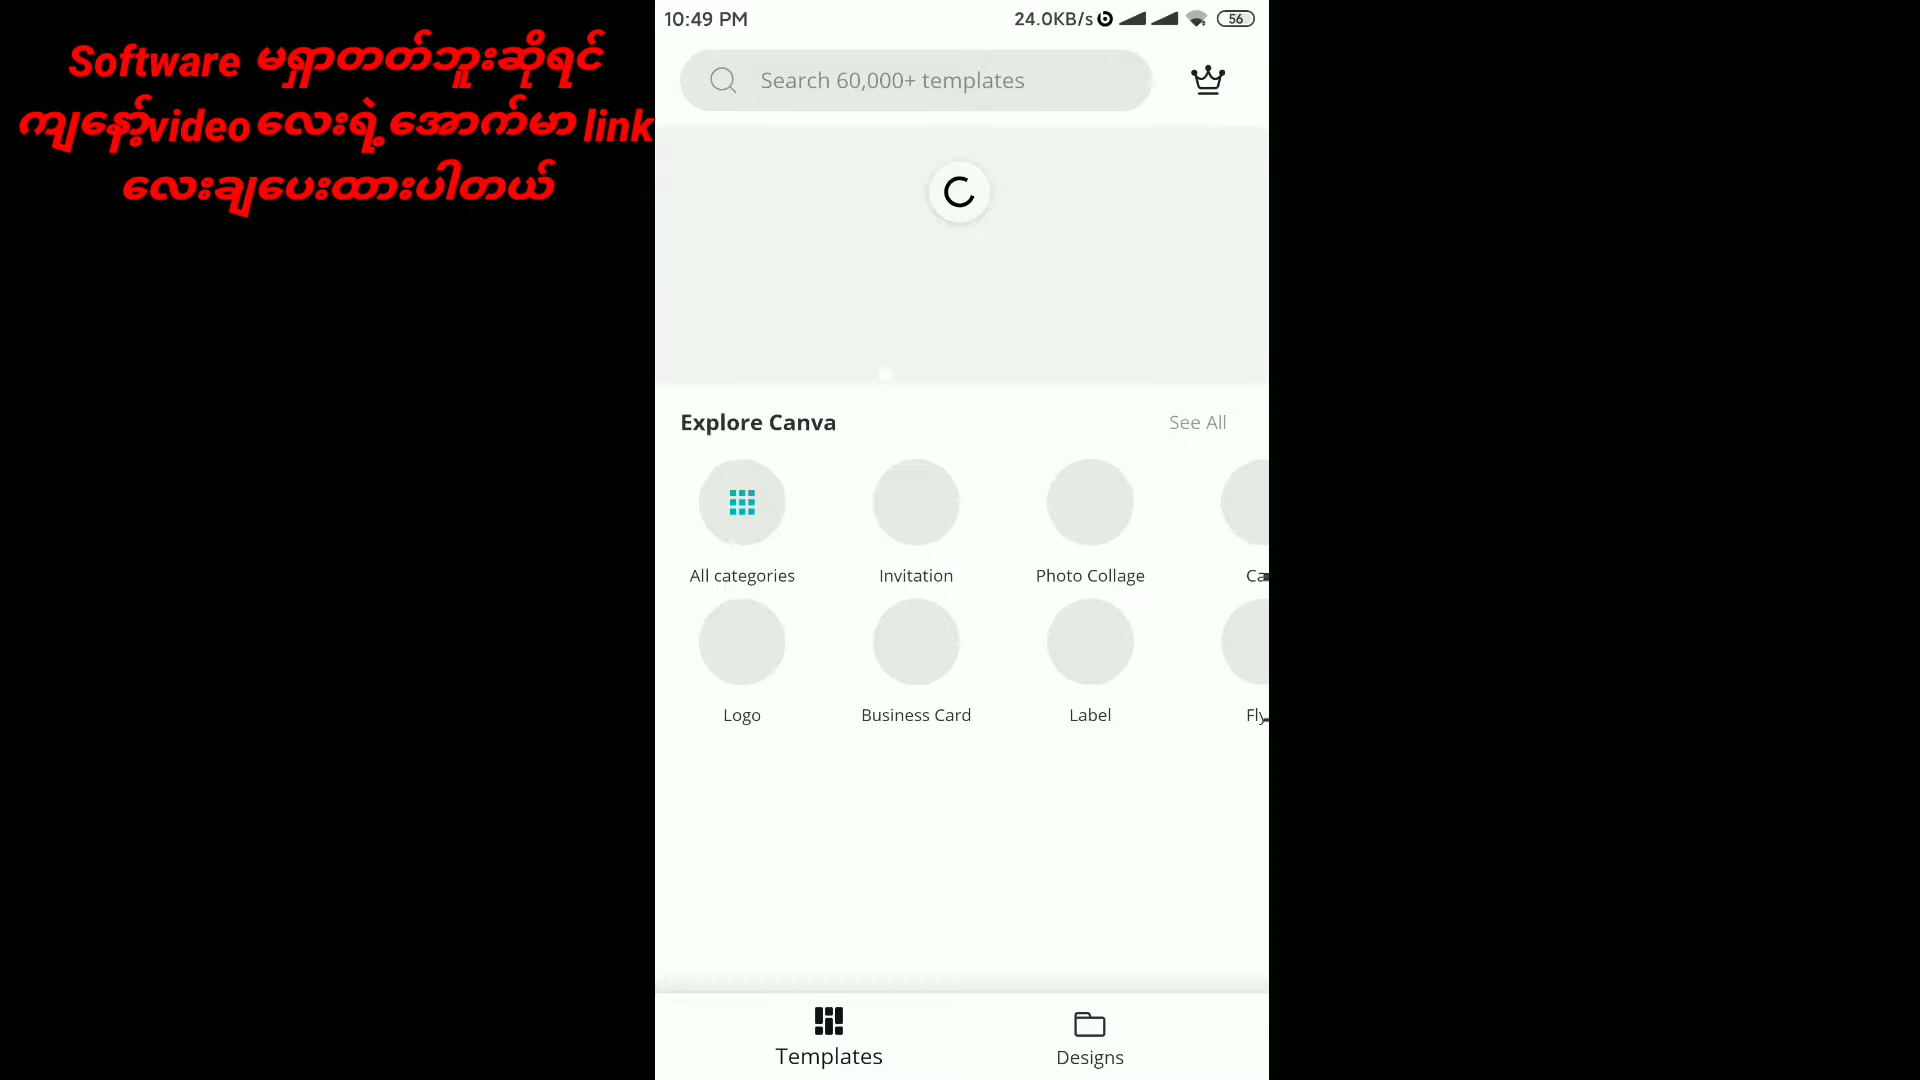 Software မရှာတတ်ဘူးဆိုရင်
ကျနော့်video လေးရဲ့ အောက်မာ link
လေးချပေးထားပါတယ်
10:49 PM
24.0KB/s
56
Search 60,000+ templates
Explore Canva
See All
All categories
Invitation
Photo Collage
Ca
Logo
Business Card
Label
Fly
Templates
Designs